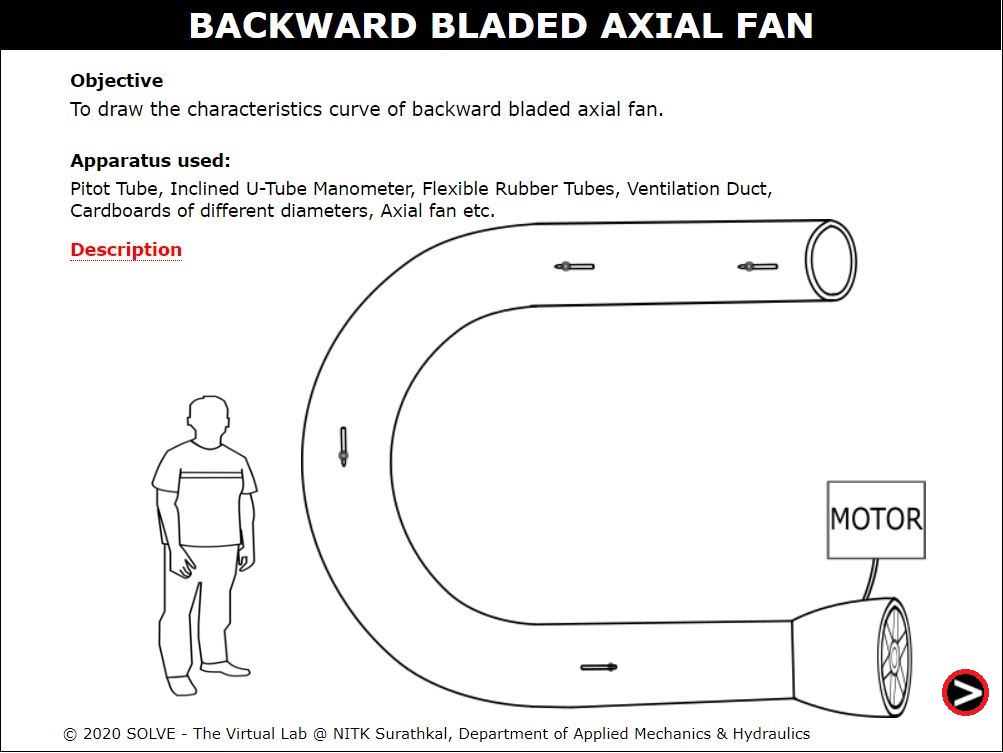 BACKWARD BLADED AXIAL FAN
Objective
To draw the characteristics curve of backward bladed axial fan.
Apparatus used:
Pitot Tube, Inclined U-Tube Manometer, Flexible Rubber Tubes, Ventilation Duct,
Cardboards of different diameters, Axial fan etc.
Description
MOTOR
© 2020 SOLVE - The Virtual Lab @ NITK Surathkal, Department of Applied Mechanics & Hydraulics